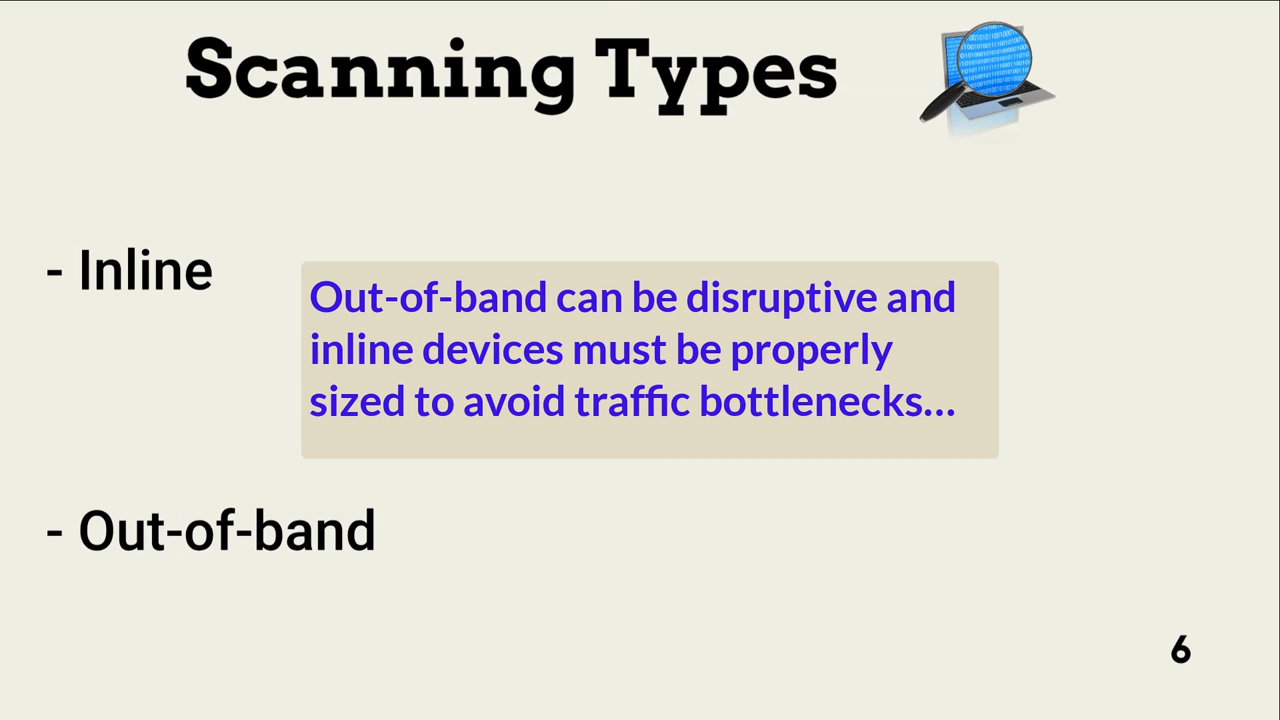 Scanning Types
- Inline
Out-of-band can be disruptive and
inline devices must be properly
sized to avoid traffic bottlenecks...
- Out-of-band
6